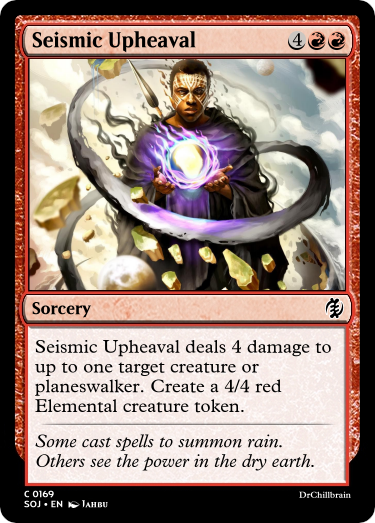 Seismic Upheaval 4
Sorcery
Seismic Upheaval deals 4 damage to
up to one target creature or
planeswalker. Create a 4/4 red
Elemental creature token.
Some cast spells to summon rain.
Others see the power in the dry earth.
C 0169
SOJ • EN 1AHBU
DrChillbrain